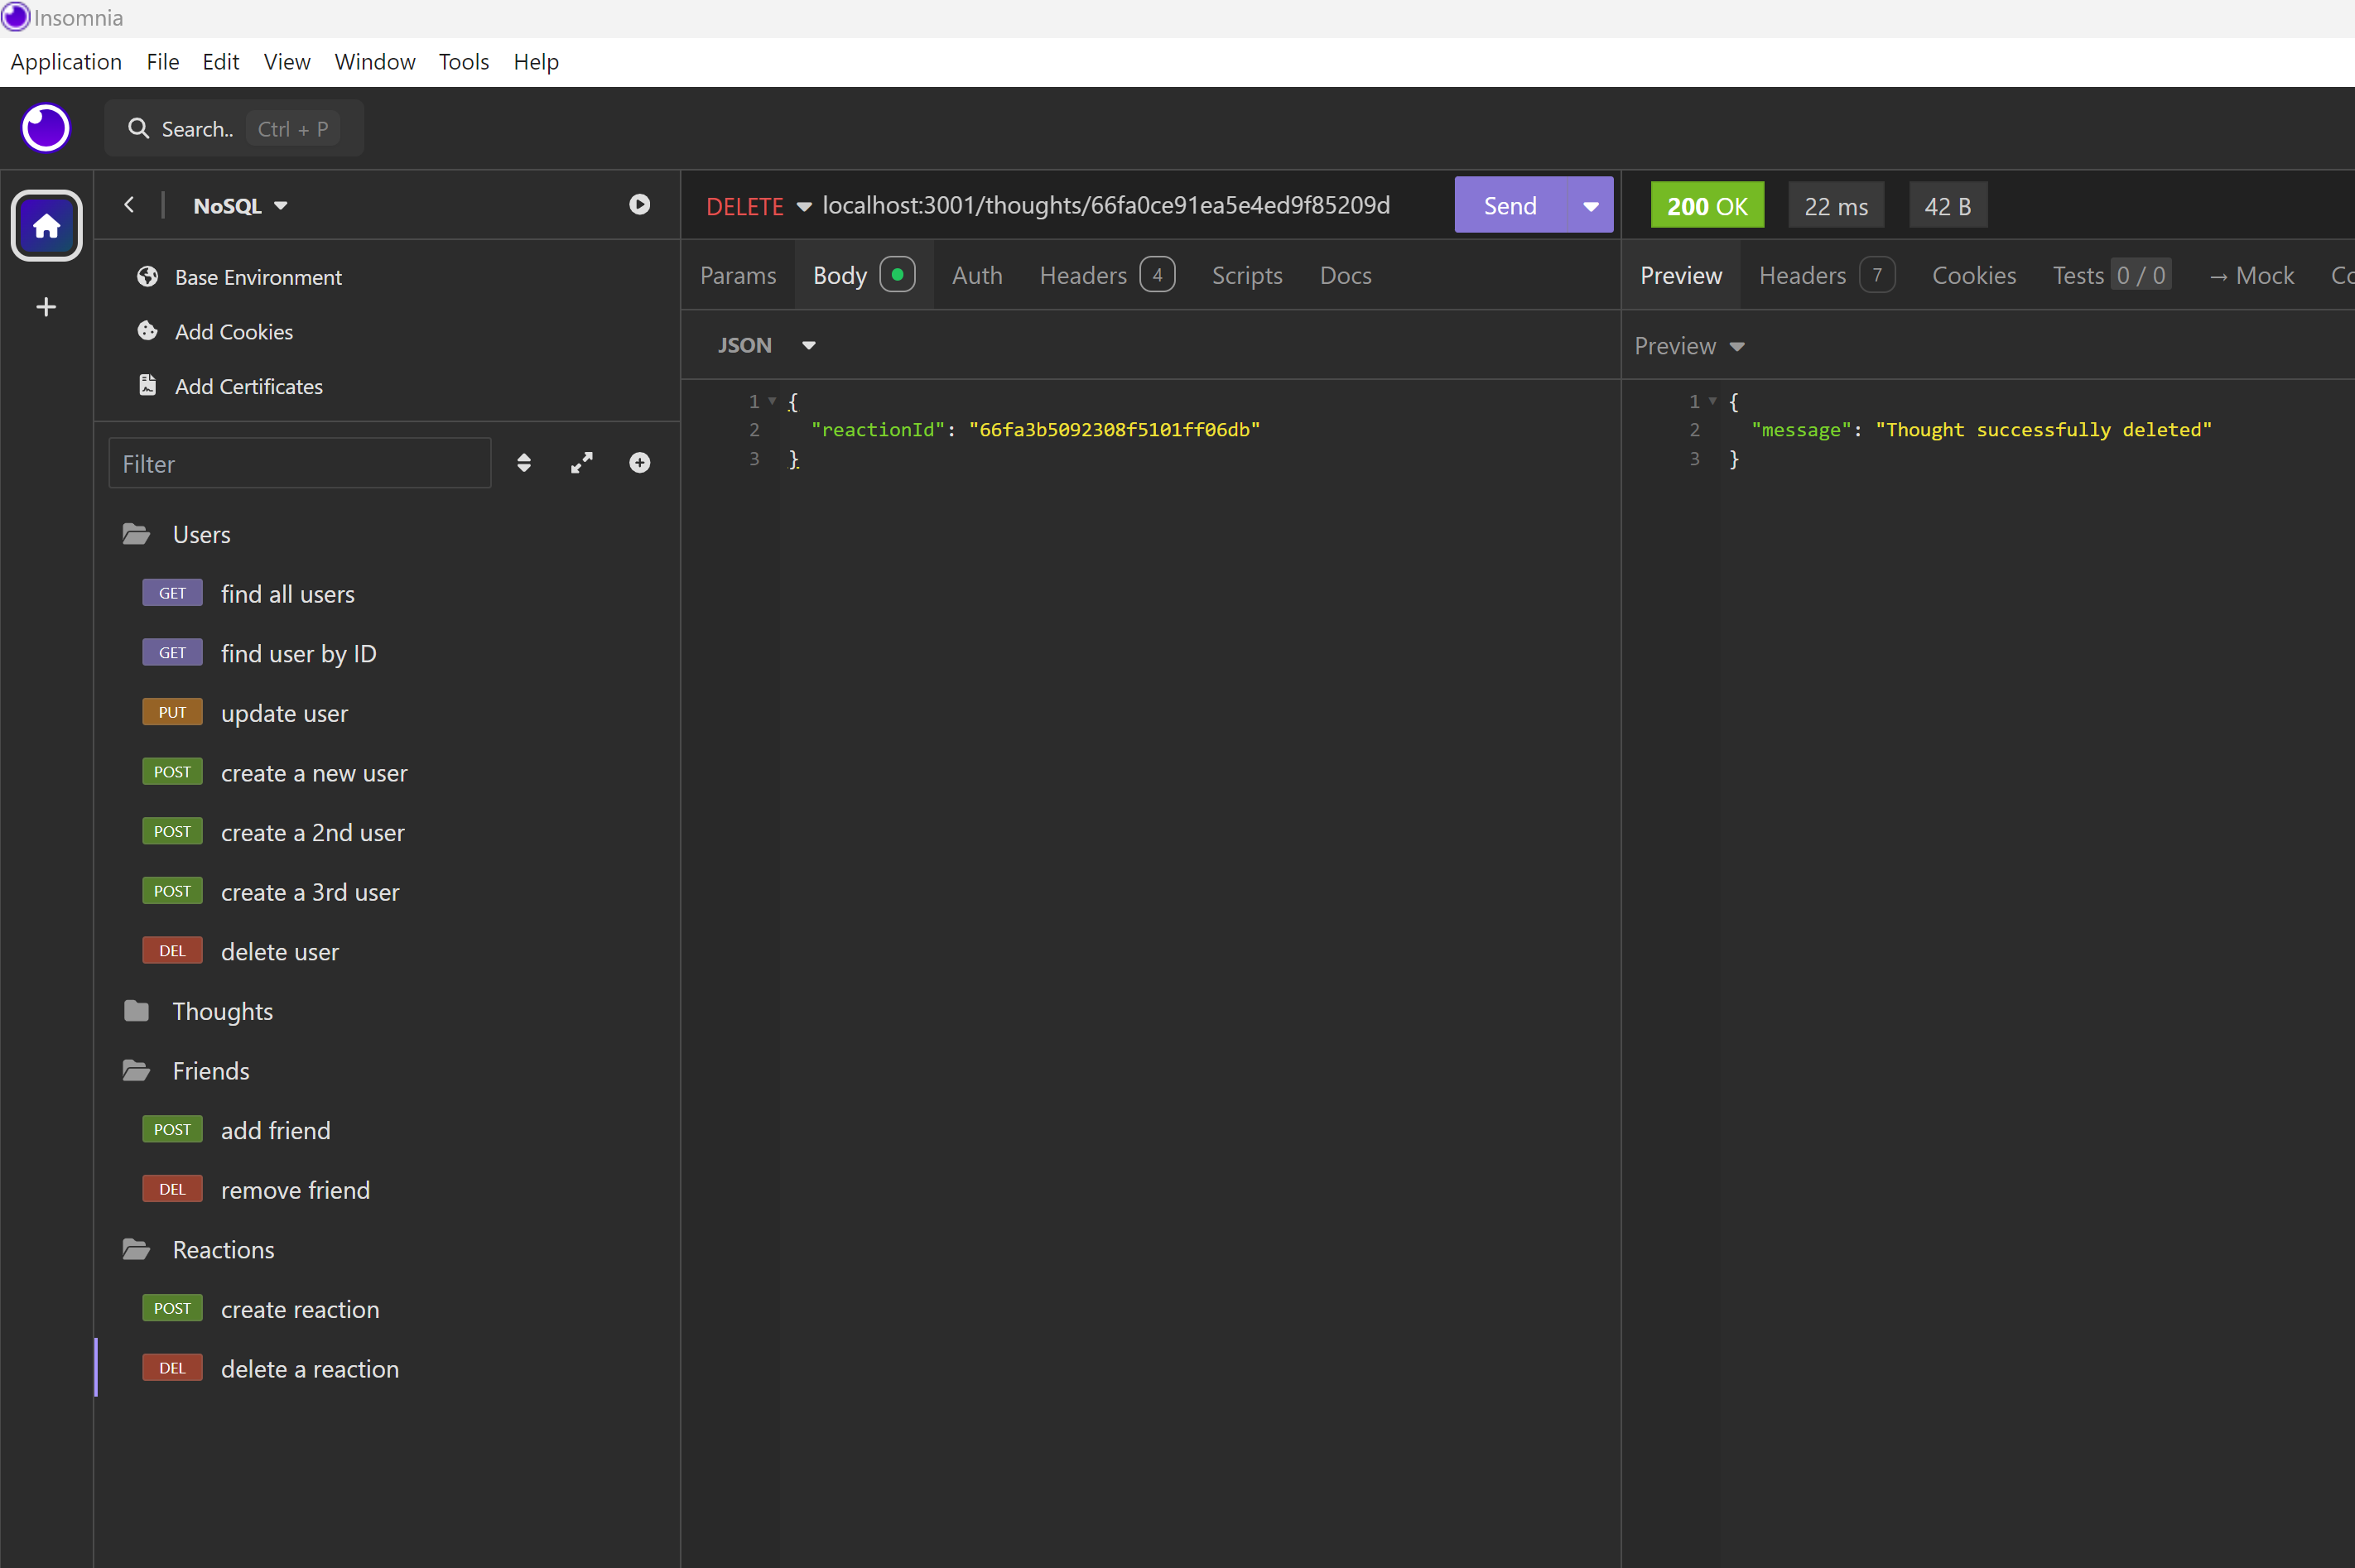 Insomnia
Application File Edit View Window Tools Help
Search.. Ctrl + P
NoSQL
DELETE localhost:3001/thoughts/66fa0ce91ea5e4ed9f85209d Send
200 OK 22 ms 42 B
Base Environment
Add Cookies
Add Certificates
Filter
Users
GET find all users
GET find user by ID
PUT update user
POST create a new user
POST create a 2nd user
POST create a 3rd user
DEL delete user
Thoughts
Friends
POST add friend
DEL remove friend
Reactions
POST create reaction
DEL delete a reaction
Params Body Auth Headers 4 Scripts Docs
JSON
1 {
2 "reactionId": "66fa3b5092308f5101ff06db"
3 }
Preview Headers 7 Cookies Tests 0 / 0 → Mock Co
Preview
1 {
2 "message": "Thought successfully deleted"
3 }